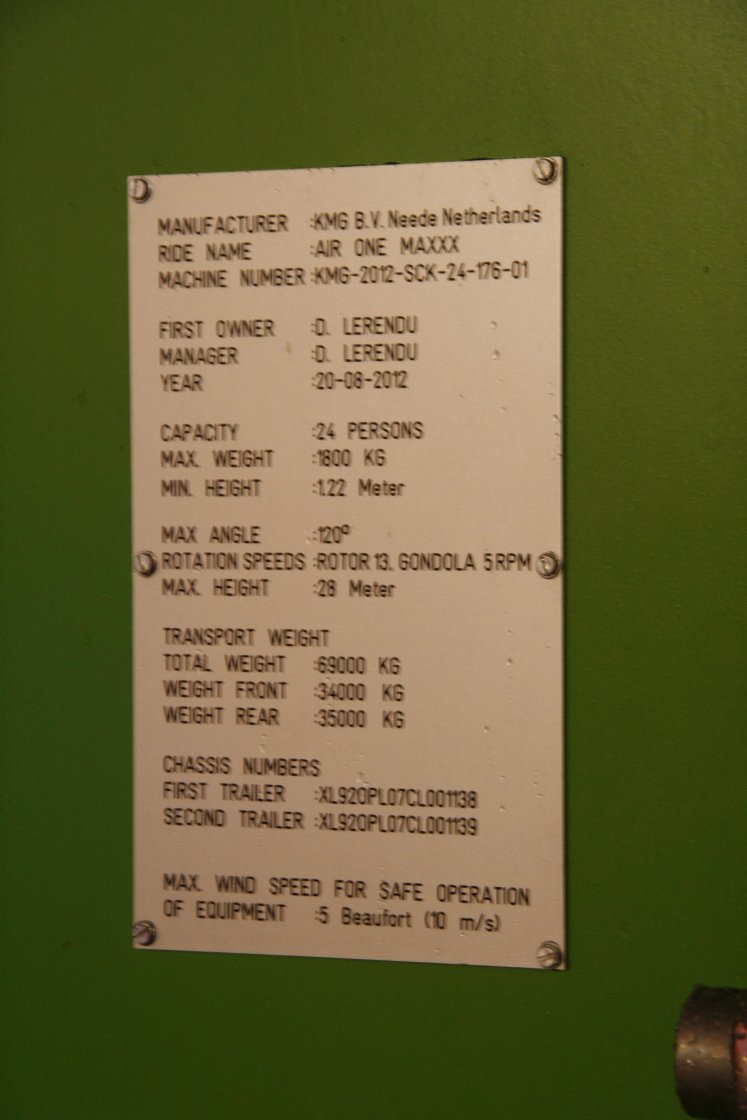 MANUFACTURER :KMG B.V. Neede Netherlands
RIDE NAME :AIR ONE MAXXX
MACHINE NUMBER :KMG-2012-SCK-24-176-01
FIRST OWNER :D. LERENDU
MANAGER :D. LERENDU
YEAR :20-08-2012
CAPACITY :24 PERSONS
MAX. WEIGHT :1800 KG
MIN. HEIGHT :1.22 Meter
MAX ANGLE :120°
ROTATION SPEEDS :ROTOR 13. GONDOLA 5 RPM
MAX. HEIGHT :28 Meter
TRANSPORT WEIGHT
TOTAL WEIGHT :69000 KG
WEIGHT FRONT :34000 KG
WEIGHT REAR :35000 KG
CHASSIS NUMBERS
FIRST TRAILER :XL920PL07CL001138
SECOND TRAILER :XL920PL07CL001139
MAX. WIND SPEED FOR SAFE OPERATION
OF EQUIPMENT :5 Beaufort (10 m/s)